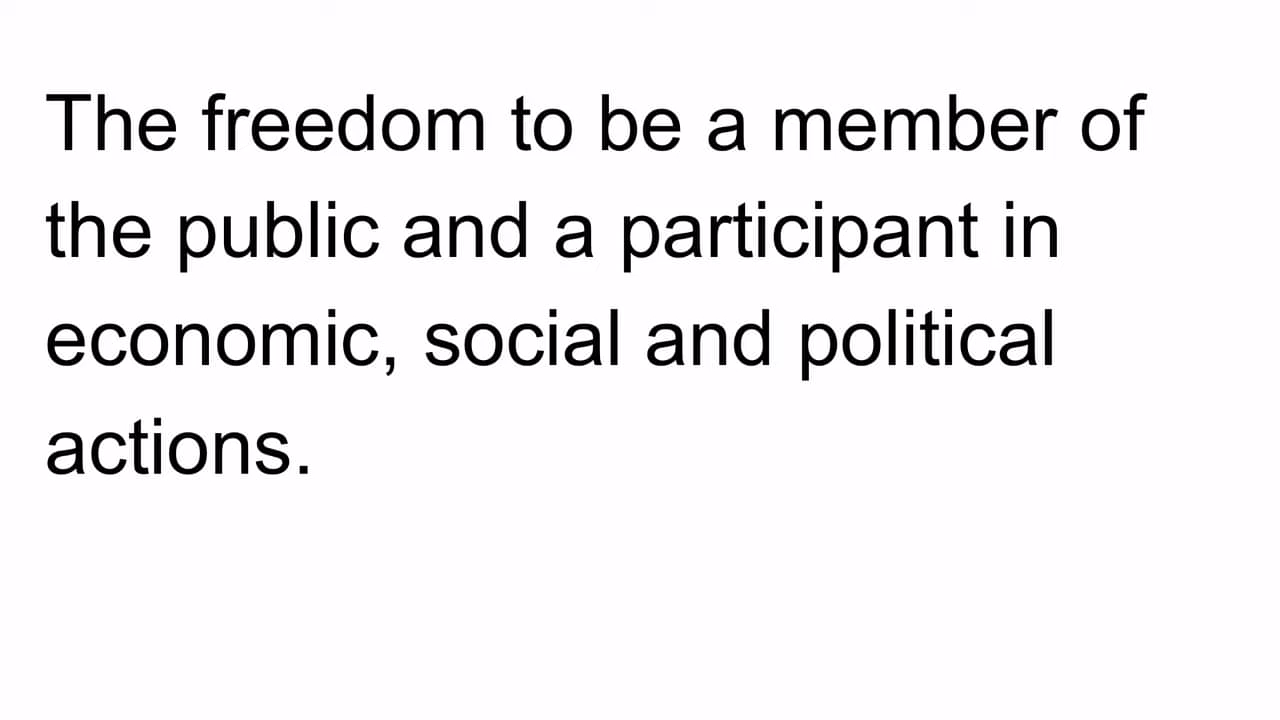 The freedom to be a member of
the public and a participant in
economic, social and political
actions.